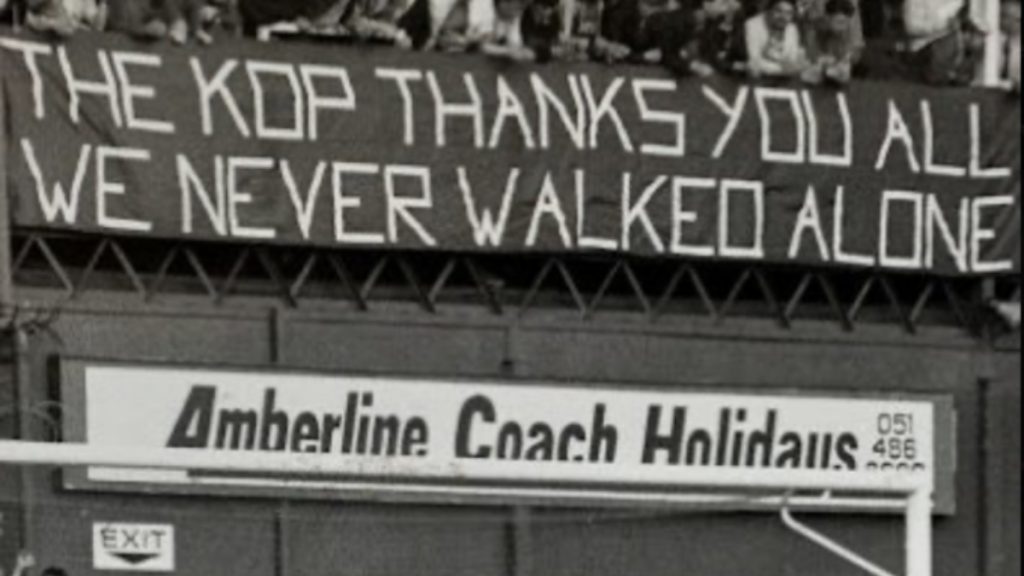 THE KOP THANKS YOU ALL
WE NEVER WALKED ALONE
Amberline Coach Holidays
051
486
EXIT